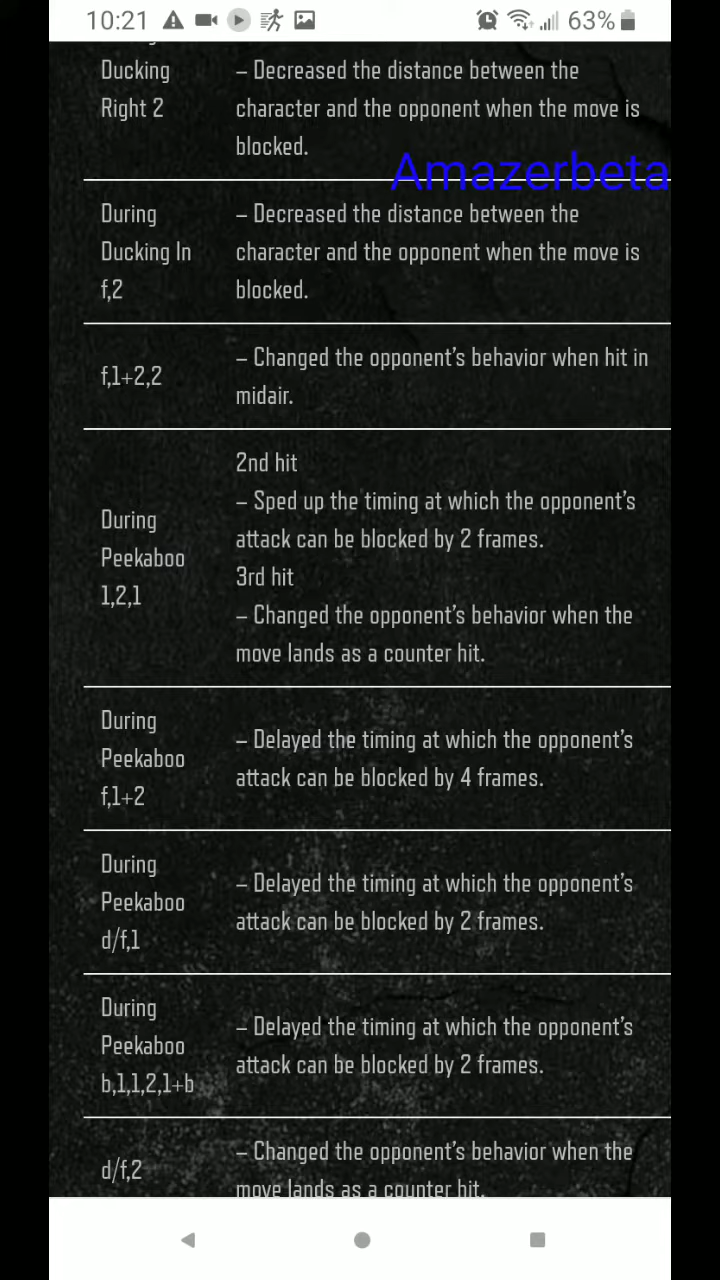 10:21 63%
Ducking
Right 2
– Decreased the distance between the
character and the opponent when the move is
blocked.
Amazerbeta
During
Ducking In
f,2
– Decreased the distance between the
character and the opponent when the move is
blocked.
f,1+2,2
– Changed the opponent’s behavior when hit in
midair.
During
Peekaboo
1,2,1
2nd hit
– Sped up the timing at which the opponent’s
attack can be blocked by 2 frames.
3rd hit
– Changed the opponent’s behavior when the
move lands as a counter hit.
During
Peekaboo
f,1+2
– Delayed the timing at which the opponent’s
attack can be blocked by 4 frames.
During
Peekaboo
d/f,1
– Delayed the timing at which the opponent’s
attack can be blocked by 2 frames.
During
Peekaboo
b,1,1,2,1+b
– Delayed the timing at which the opponent’s
attack can be blocked by 2 frames.
d/f,2
– Changed the opponent’s behavior when the
move lands as a counter hit.